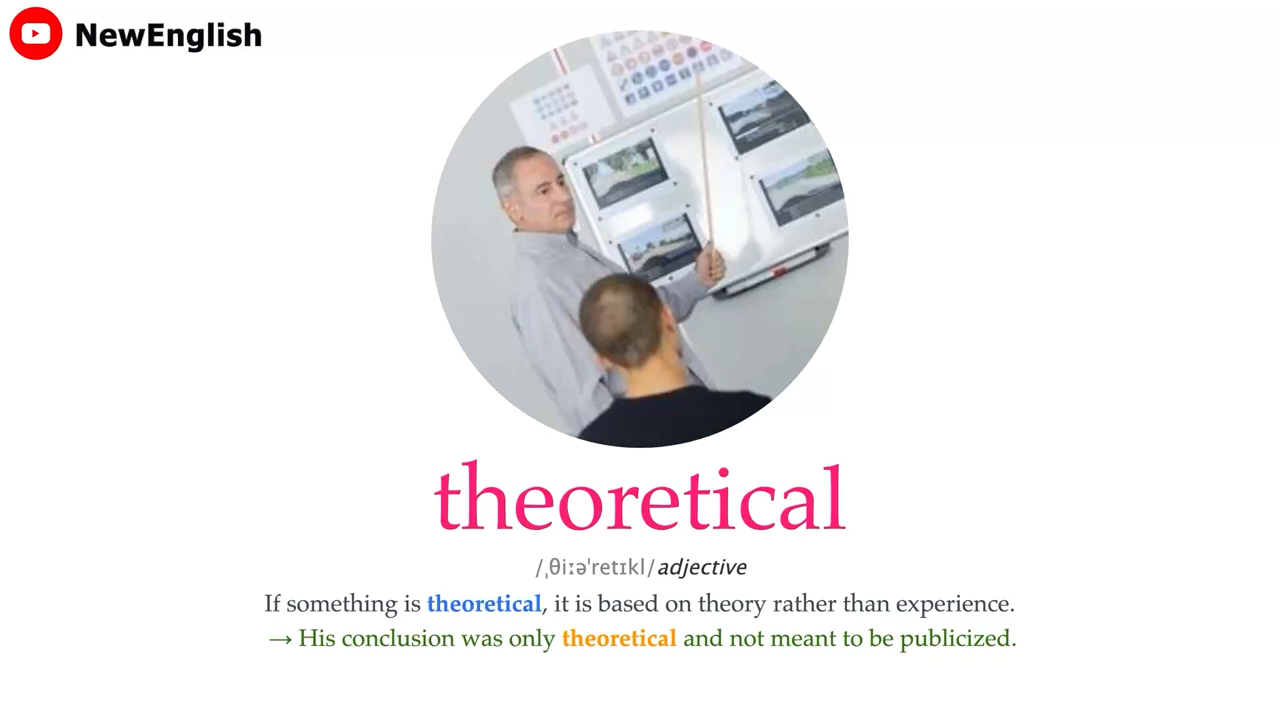 NewEnglish
theoretical
/ˌθiːəˈretɪkl/adjective
If something is theoretical, it is based on theory rather than experience.
→ His conclusion was only theoretical and not meant to be publicized.